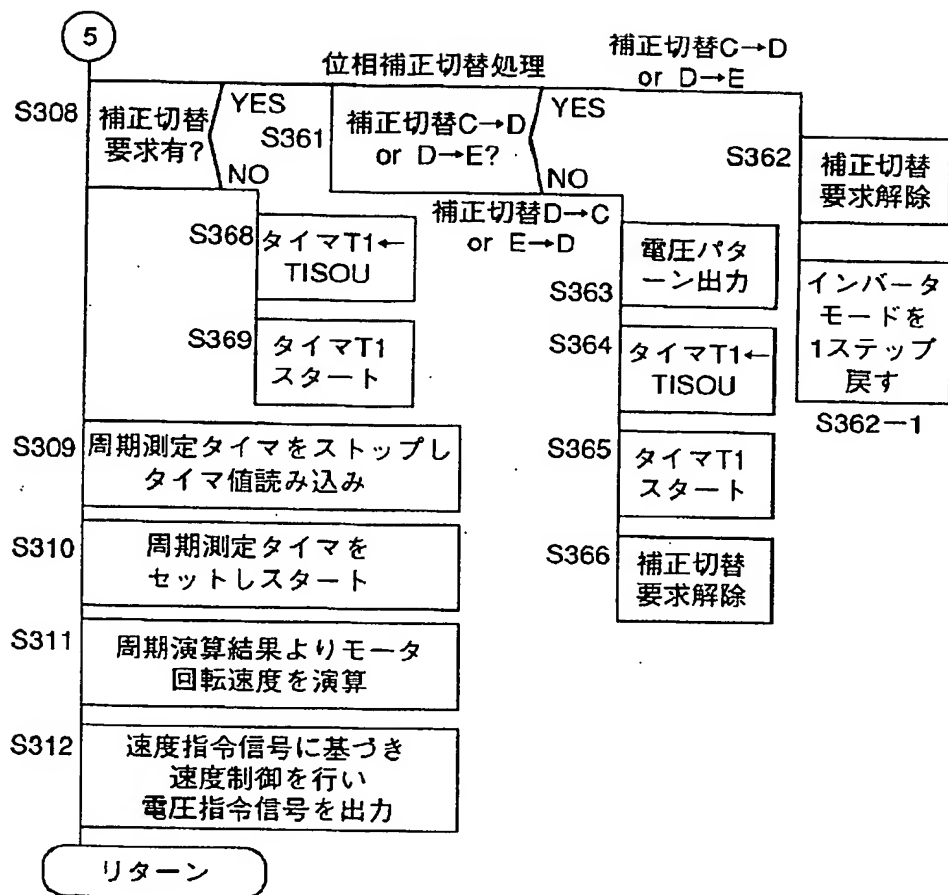 5
位相補正切替処理
補正切替C→D
or D→E
S308
補正切替
要求有?
YES
NO
S361
補正切替C→D
or D→E?
YES
NO
S362
補正切替
要求解除
補正切替D→C
or E→D
S368
タイマT1←
TISOU
S363
電圧パタ
ーン出力
インバータ
モードを
1ステップ
戻す
S362−1
S369
タイマT1
スタート
S364
タイマT1←
TISOU
S309
周期測定タイマをストップし
タイマ値読み込み
S365
タイマT1
スタート
S310
周期測定タイマを
セットしスタート
S366
補正切替
要求解除
S311
周期演算結果よりモータ
回転速度を演算
S312
速度指令信号に基づき
速度制御を行い
電圧指令信号を出力
リターン